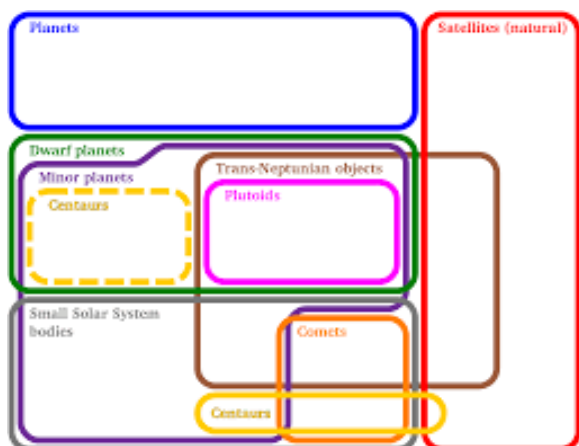 Planets
Satellites (natural)
Dwarf planets
Minor planets
Trans-Neptunian objects
Centaurs
Plutoids
Small Solar System
bodies
Comets
Centaurs